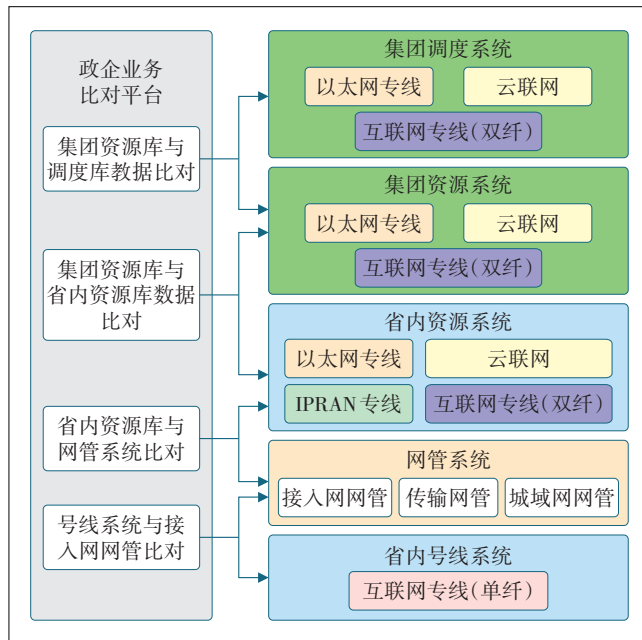 政企业务
比对平台
集团资源库与
调度库教据比对
集团资源库与
省内资源库数据
比对
省内资源库与
网管系统比对
号线系统与接
入网网管比对
集团调度系统
以太网专线
云联网
互联网专线(双纤)
集团资源系统
以太网专线
云联网
互联网专线(双纤)
省内资源系统
以太网专线
云联网
IPRAN专线
互联网专线(双纤)
网管系统
接入网网管
传输网管
城域网网管
省内号线系统
互联网专线(单纤)